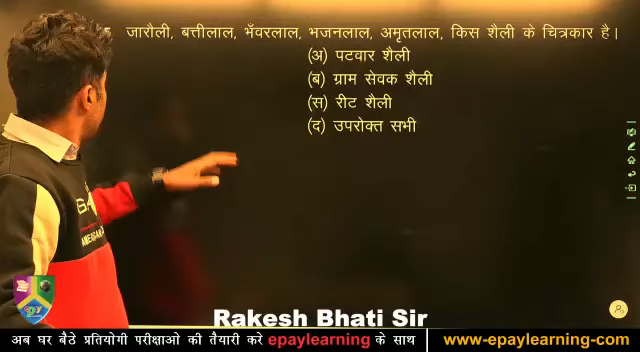 जारौली, बत्तीलाल, भँवरलाल, भजनलाल, अमृतलाल, किस शैली के चित्रकार है।
(अ) पटवार शैली
(ब) ग्राम सेवक शैली
(स) रीट शैली
(द) उपरोक्त सभी
Rakesh Bhati Sir
अब घर बैठे प्रतियोगी परीक्षाओ की तैयारी करे epaylearning के साथ www-epaylearning-com